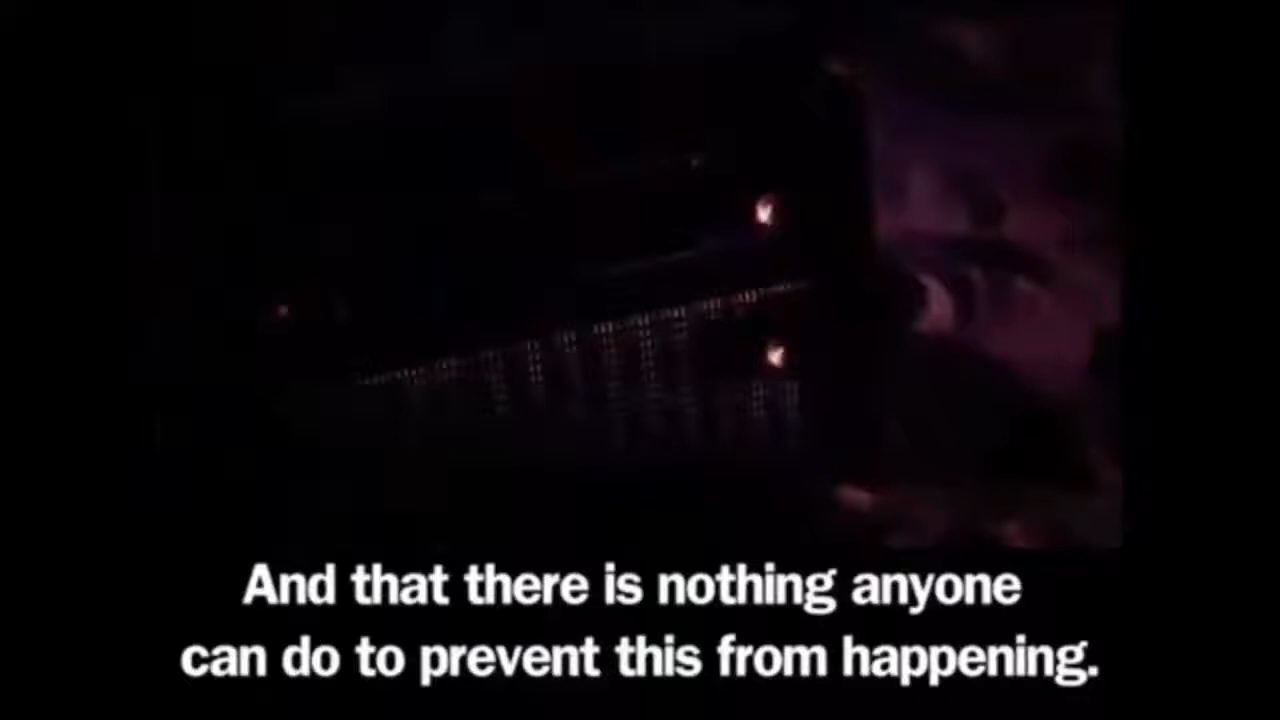 And that there is nothing anyone
can do to prevent this from happening.